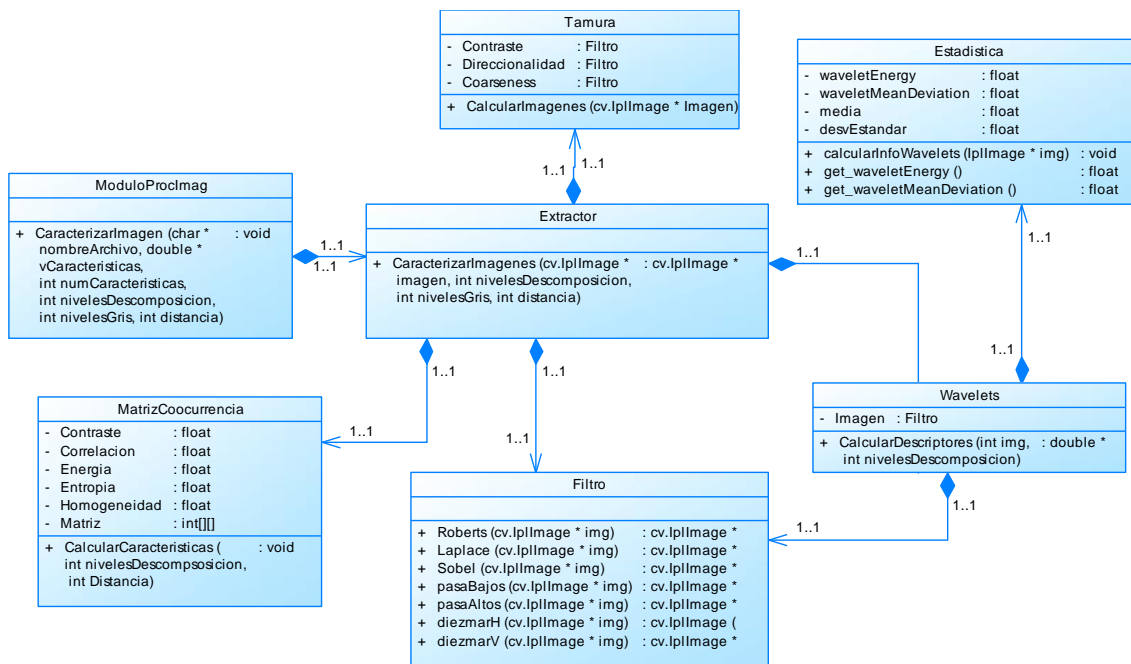 Tamura
- Contraste : Filtro
- Direccionalidad : Filtro
- Coarseness : Filtro
+ CalcularImagenes (cv.IplImage * Imagen)
Estadistica
- waveletEnergy : float
- waveletMeanDeviation : float
- media : float
- desvEstandar : float
+ calcularInfoWavelets (IplImage * img) : void
+ get_waveletEnergy () : float
+ get_waveletMeanDeviation () : float
1..1
1..1
ModuloProcImag
+ CaracterizarImagen (char * : void
nombreArchivo, double *
vCaracteristicas,
int numCaracteristicas,
int nivelesDescomposicion,
int nivelesGris, int distancia)
1..1
1..1
Extractor
+ CaracterizarImagenes (cv.IplImage * : cv.IplImage *
imagen, int nivelesDescomposicion,
int nivelesGris, int distancia)
1..1
1..1
1..1
1..1
1..1
1..1
MatrizCoocurrencia
- Contraste : float
- Correlacion : float
- Energia : float
- Entropia : float
- Homogeneidad : float
- Matriz : int[][]
+ CalcularCaracteristicas ( : void
int nivelesDescompsosicion,
int Distancia)
1..1
1..1
Wavelets
- Imagen : Filtro
+ CalcularDescriptores (int img, : double *
int nivelesDescomposicion)
1..1
1..1
Filtro
+ Roberts (cv.IplImage * img) : cv.IplImage *
+ Laplace (cv.IplImage * img) : cv.IplImage *
+ Sobel (cv.IplImage * img) : cv.IplImage *
+ pasaBajos (cv.IplImage * img) : cv.IplImage *
+ pasaAltos (cv.IplImage * img) : cv.IplImage *
+ diezmarH (cv.IplImage * img) : cv.IplImage (
+ diezmarV (cv.IplImage * img) : cv.IplImage *